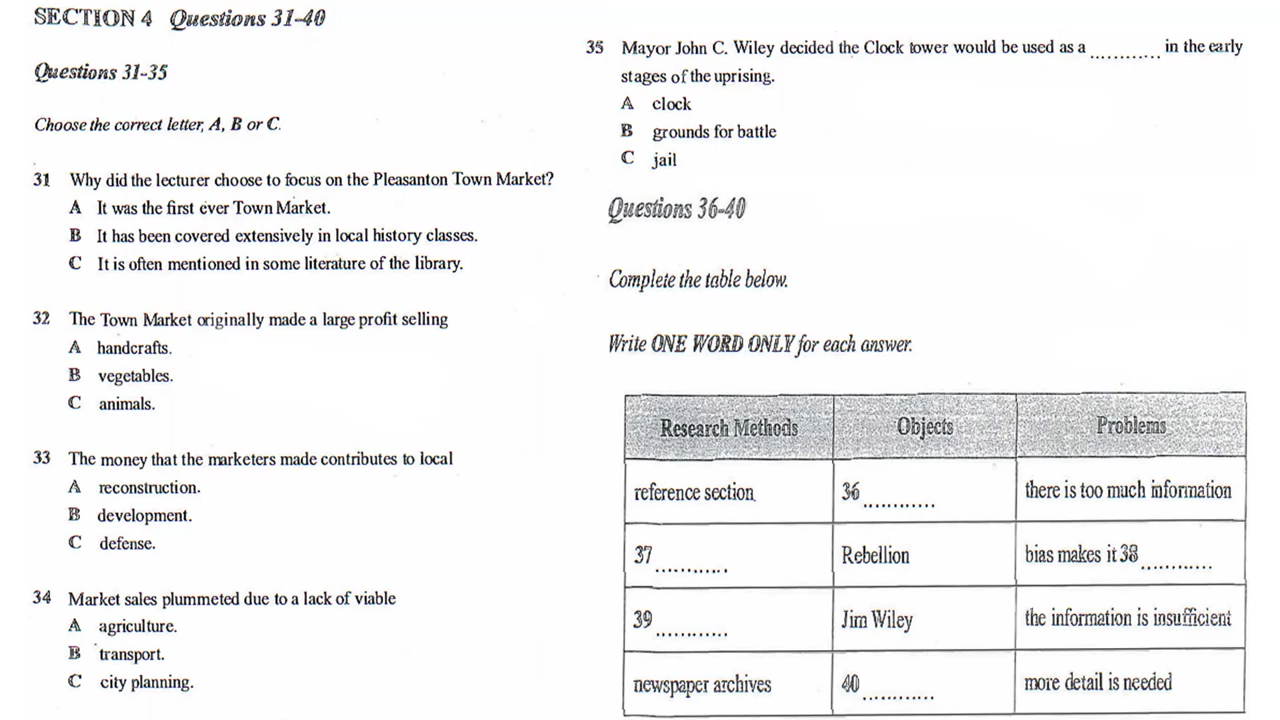 SECTION 4 Questions 31-40
Questions 31-35
Choose the correct letter, A, B or C.
31 Why did the lecturer choose to focus on the Pleasanton Town Market?
A It was the first ever Town Market.
B It has been covered extensively in local history classes.
C It is often mentioned in some literature of the library.
32 The Town Market originally made a large profit selling
A handcrafts.
B vegetables.
C animals.
33 The money that the marketers made contributes to local
A reconstruction.
B development.
C defense.
34 Market sales plummeted due to a lack of viable
A agriculture.
B transport.
C city planning.
35 Mayor John C. Wiley decided the Clock tower would be used as a ............ in the early
stages of the uprising.
A clock
B grounds for battle
C jail
Questions 36-40
Complete the table below.
Write ONE WORD ONLY for each answer.
Research Methods Objects Problems
reference section 36 ............ there is too much information
37 ............ Rebellion bias makes it 38 ............
39 ............ Jim Wiley the information is insufficient
newspaper archives 40 ............ more detail is needed